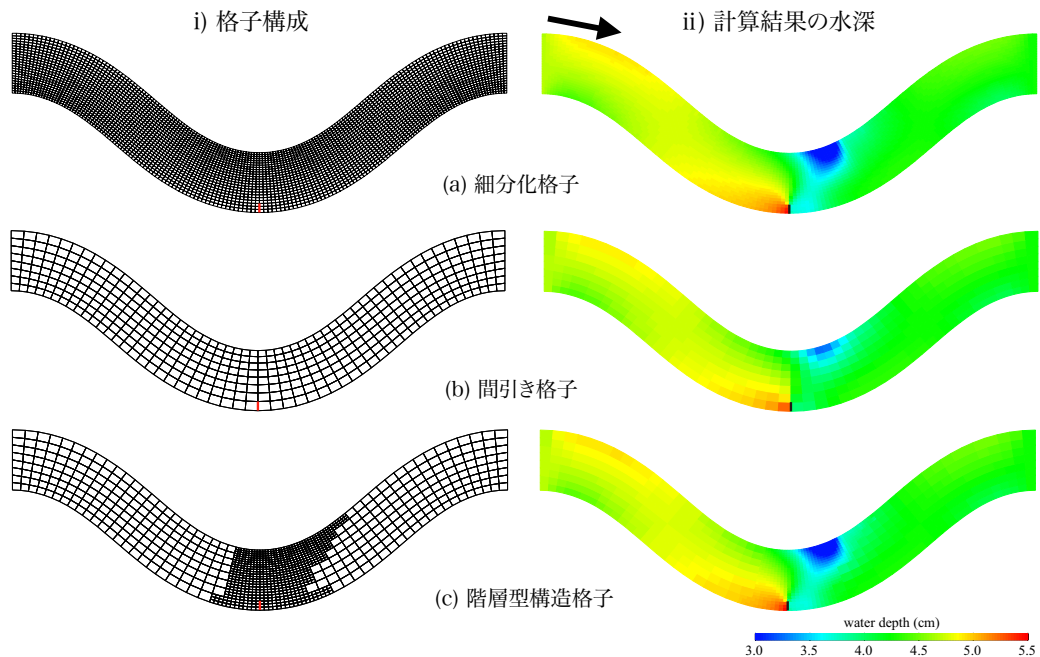 i) 格子構成
ii) 計算結果の水深
(a) 細分化格子
(b) 間引き格子
(c) 階層型構造格子
water depth (cm)
3.0 3.5 4.0 4.5 5.0 5.5